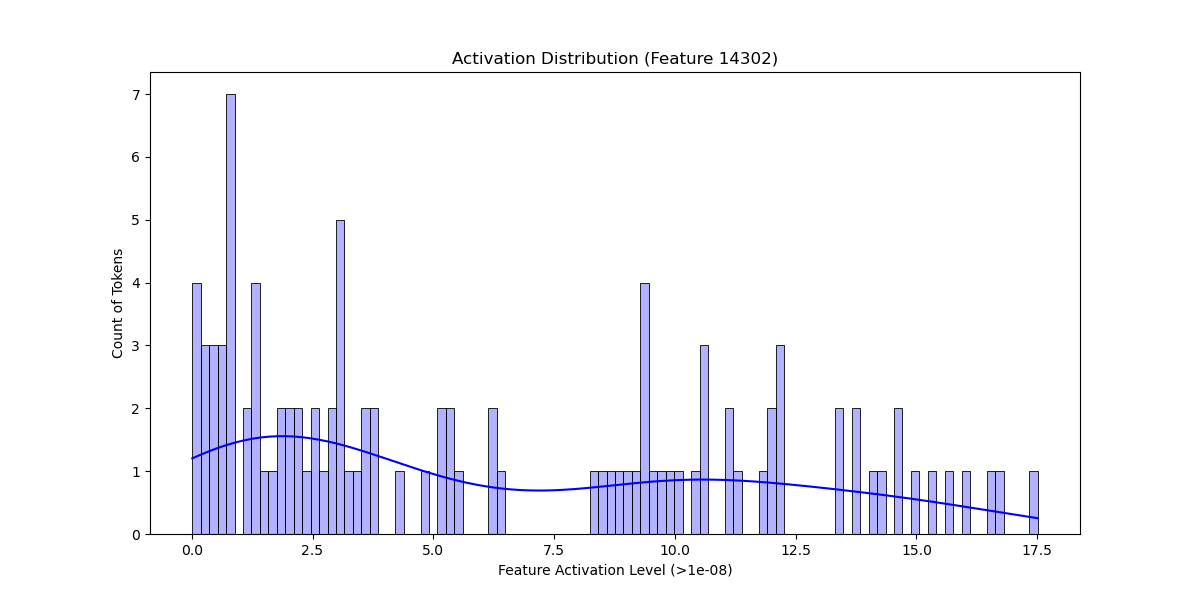 Activation Distribution (Feature 14302)
Count of Tokens
7
6
5
4
3
2
1
0
0.0 2.5 5.0 7.5 10.0 12.5 15.0 17.5
Feature Activation Level (>1e-08)